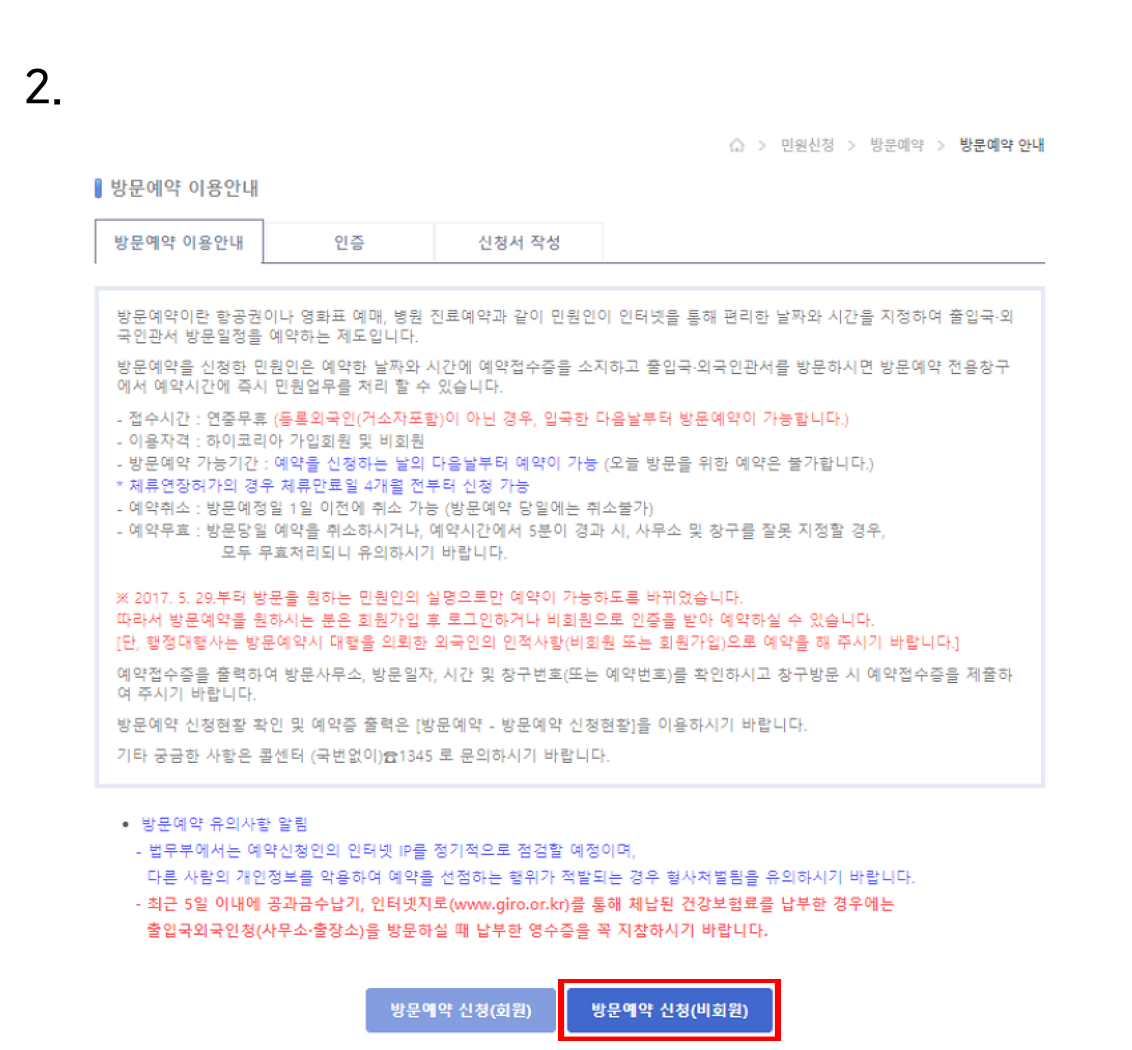 2.
> 민원신청 > 방문예약 > 방문예약 안내
방문예약 이용안내
방문예약 이용안내 인증 신청서 작성
방문예약이란 항공권이나 영화표 예매, 병원 진료예약과 같이 민원인이 인터넷을 통해 편리한 날짜와 시간을 지정하여 출입국·외
국인관서 방문일정을 예약하는 제도입니다.
방문예약을 신청한 민원인은 예약한 날짜와 시간에 예약접수증을 소지하고 출입국·외국인관서를 방문하시면 방문예약 전용창구
에서 예약시간에 즉시 민원업무를 처리 할 수 있습니다.
- 접수시간 : 연중무휴 (등록외국인(거소자포함)이 아닌 경우, 입국한 다음날부터 방문예약이 가능합니다.)
- 이용자격 : 하이코리아 가입회원 및 비회원
- 방문예약 가능기간 : 예약을 신청하는 날의 다음날부터 예약이 가능 (오늘 방문을 위한 예약은 불가합니다.)
* 체류연장허가의 경우 체류만료일 4개월 전부터 신청 가능
- 예약취소 : 방문예정일 1일 이전에 취소 가능 (방문예약 당일에는 취소불가)
- 예약무효 : 방문당일 예약을 취소하시거나, 예약시간에서 5분이 경과 시, 사무소 및 창구를 잘못 지정할 경우,
모두 무효처리되니 유의하시기 바랍니다.
※ 2017. 5. 29.부터 방문을 원하는 민원인의 실명으로만 예약이 가능하도록 바뀌었습니다.
따라서 방문예약을 원하시는 분은 회원가입 후 로그인하거나 비회원으로 인증을 받아 예약하실 수 있습니다.
[단, 행정대행사는 방문예약시 대행을 의뢰한 외국인의 인적사항(비회원 또는 회원가입)으로 예약을 해 주시기 바랍니다.]
예약접수증을 출력하여 방문사무소, 방문일자, 시간 및 창구번호(또는 예약번호)를 확인하시고 창구방문 시 예약접수증을 제출하
여 주시기 바랍니다.
방문예약 신청현황 확인 및 예약증 출력은 [방문예약 - 방문예약 신청현황]을 이용하시기 바랍니다.
기타 궁금한 사항은 콜센터 (국번없이)☎1345 로 문의하시기 바랍니다.
• 방문예약 유의사항 알림
- 법무부에서는 예약신청인의 인터넷 IP를 정기적으로 점검할 예정이며,
다른 사람의 개인정보를 악용하여 예약을 선점하는 행위가 적발되는 경우 형사처벌됨을 유의하시기 바랍니다.
- 최근 5일 이내에 공과금수납기, 인터넷지로(www.giro.or.kr)를 통해 체납된 건강보험료를 납부한 경우에는
출입국외국인청(사무소·출장소)을 방문하실 때 납부한 영수증을 꼭 지참하시기 바랍니다.
방문예약 신청(회원) 방문예약 신청(비회원)